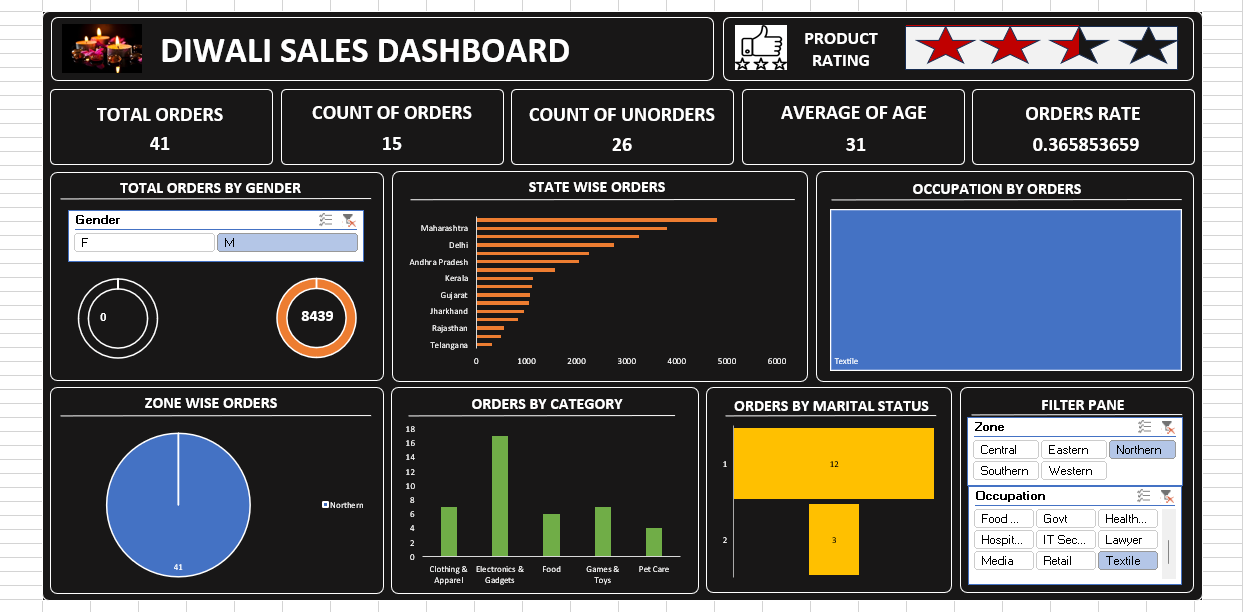 DIWALI SALES DASHBOARD
PRODUCT
RATING
TOTAL ORDERS
41
COUNT OF ORDERS
15
COUNT OF UNORDERS
26
AVERAGE OF AGE
31
ORDERS RATE
0.365853659
TOTAL ORDERS BY GENDER
Gender
F
M
0
8439
STATE WISE ORDERS
Maharashtra
Delhi
Andhra Pradesh
Kerala
Gujarat
Jharkhand
Rajasthan
Telangana
0 1000 2000 3000 4000 5000 6000
OCCUPATION BY ORDERS
Textile
ZONE WISE ORDERS
Northern
41
ORDERS BY CATEGORY
18
16
14
12
10
8
6
4
2
0
Clothing &
Apparel
Electronics &
Gadgets
Food
Games &
Toys
Pet Care
ORDERS BY MARITAL STATUS
1
12
2
3
FILTER PANE
Zone
Central
Eastern
Northern
Southern
Western
Occupation
Food ...
Govt
Health...
Hospit...
IT Sec...
Lawyer
Media
Retail
Textile